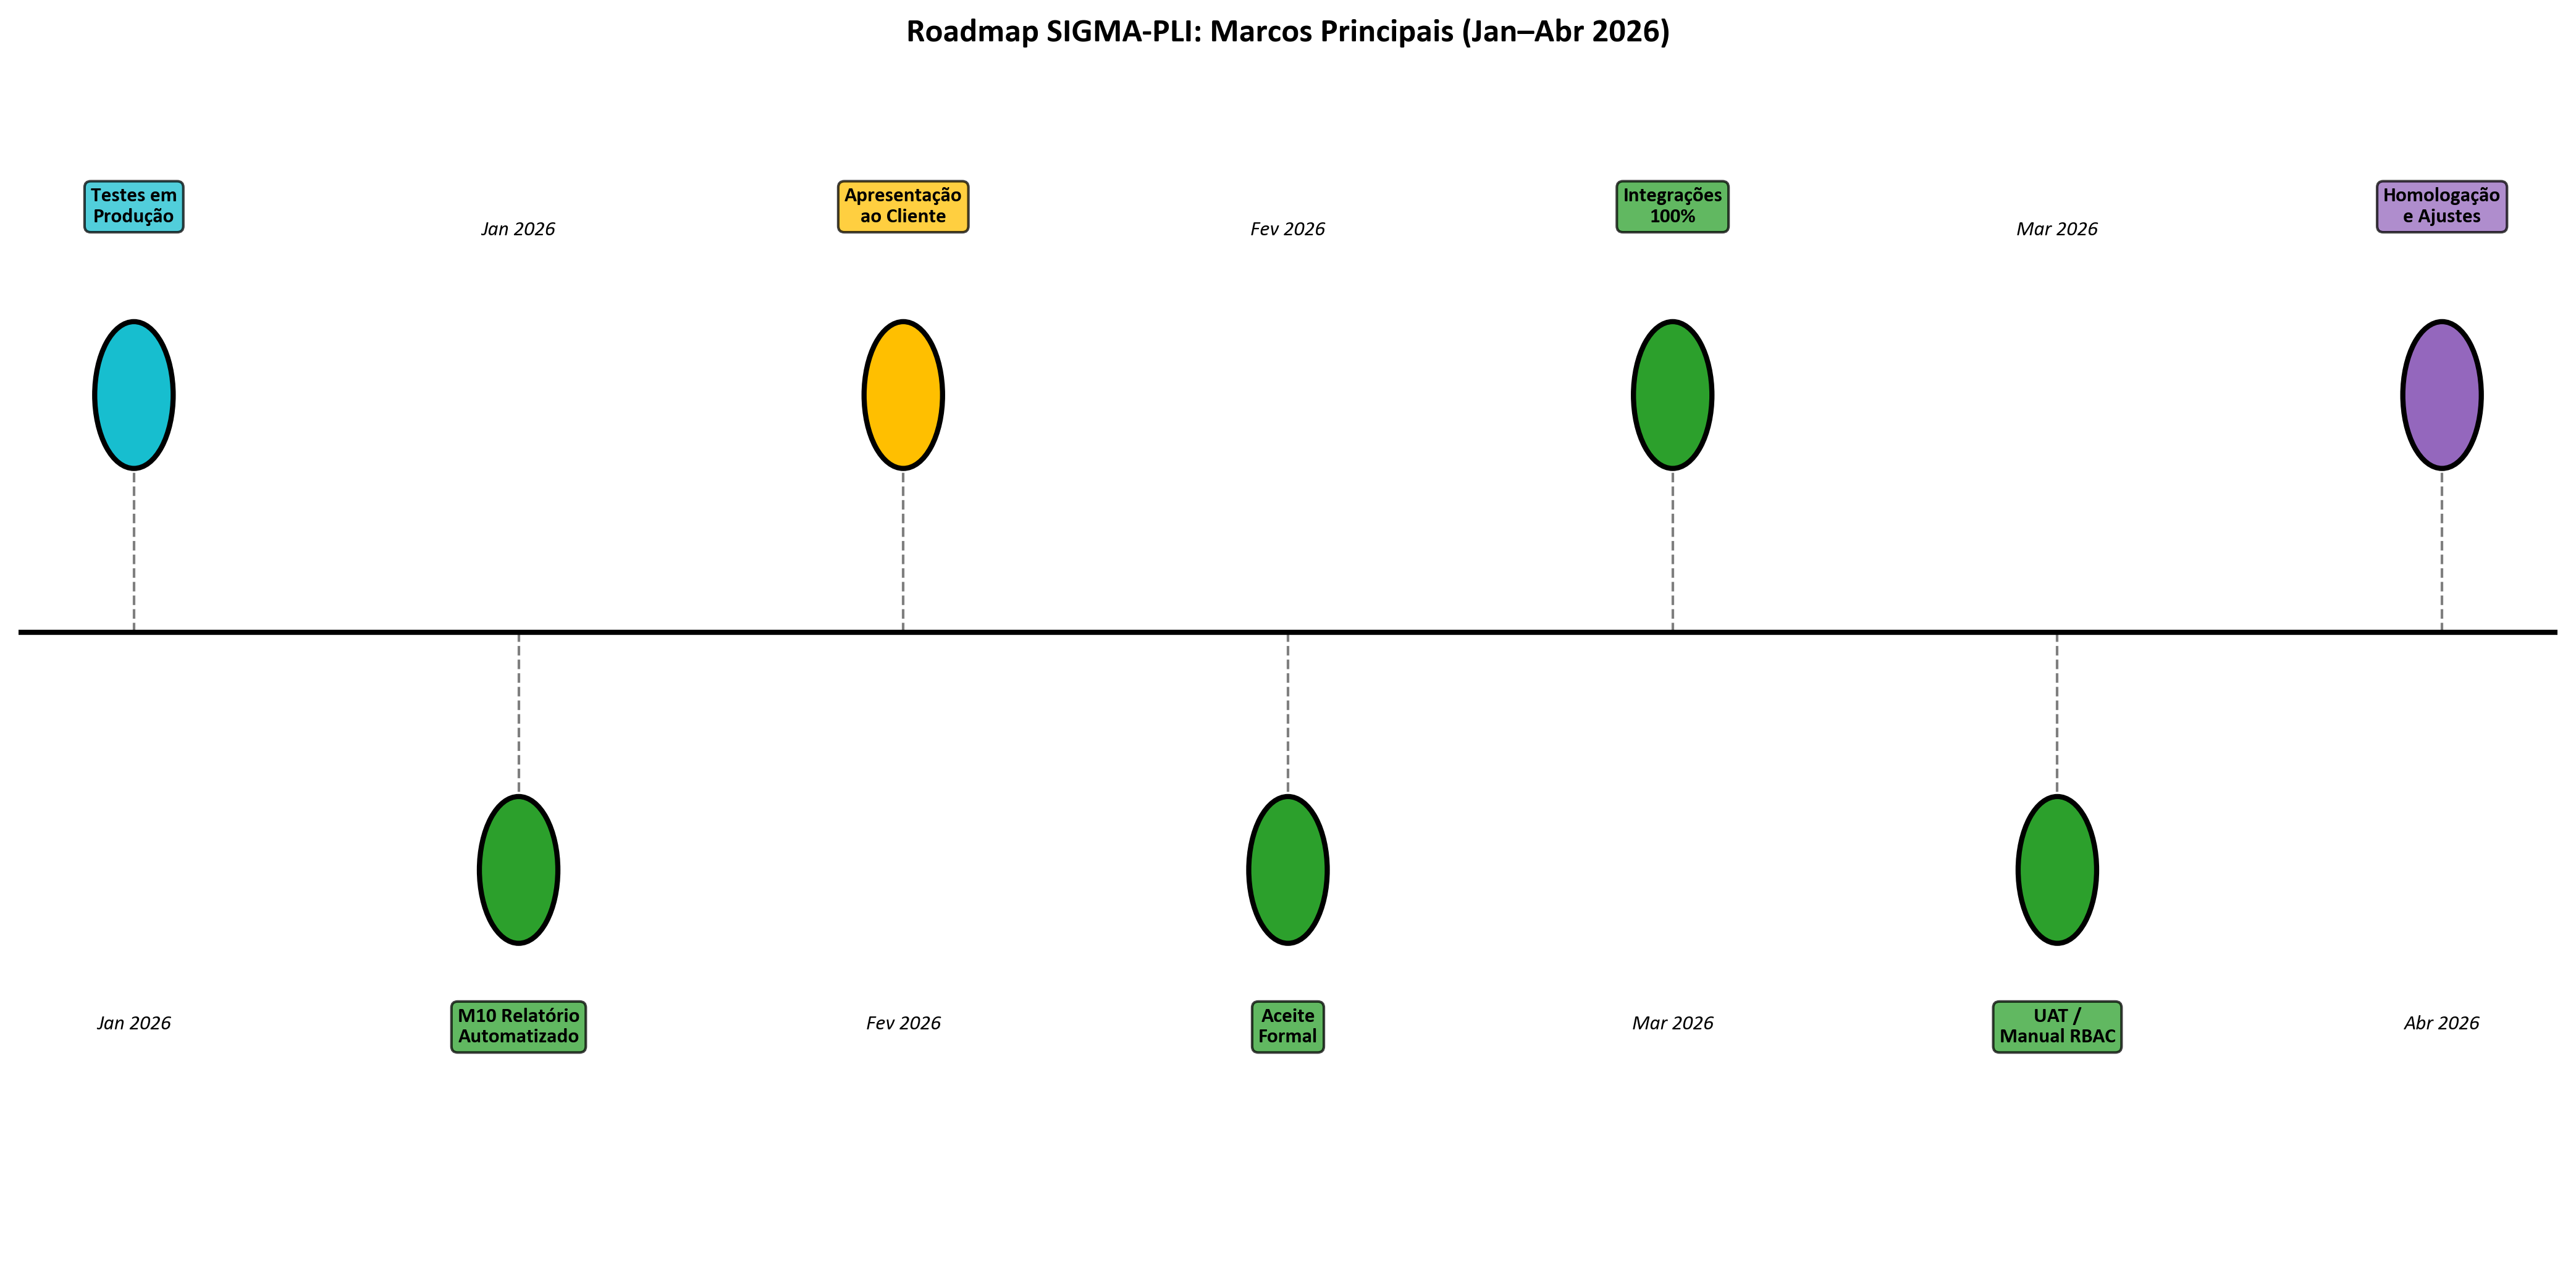 Roadmap SIGMA-PLI: Marcos Principais (Jan–Abr 2026)
Testes em
Produção
Jan 2026
Apresentação
ao Cliente
Fev 2026
Integrações
100%
Mar 2026
Homologação
e Ajustes
Jan 2026
M10 Relatório
Automatizado
Fev 2026
Aceite
Formal
Mar 2026
UAT /
Manual RBAC
Abr 2026